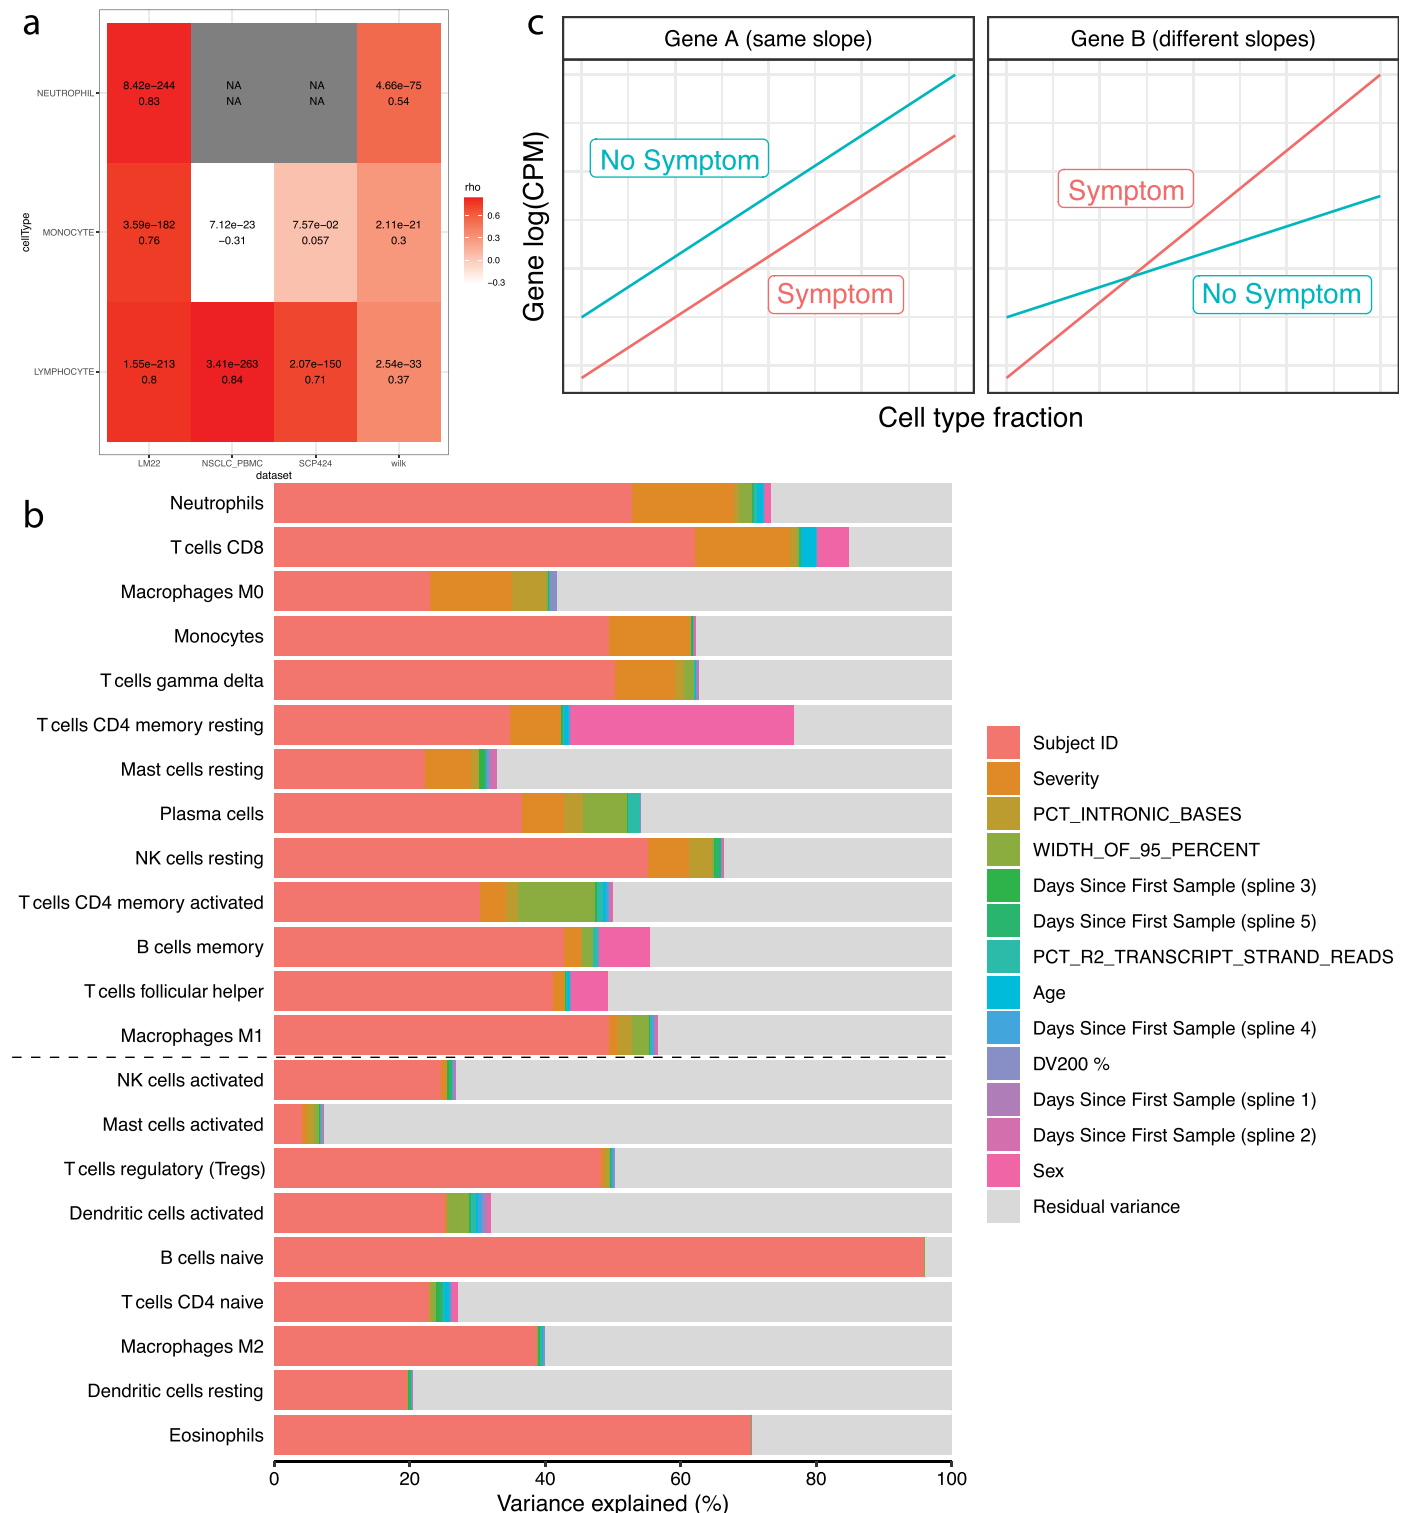 a
NEUTROPHIL
MONOCYTE
LYMPHOCYTE
cellType
8.42e−244
0.83
NA
NA
NA
NA
4.66e−75
0.54
3.59e−182
0.76
7.12e−23
−0.31
7.57e−02
0.057
2.11e−21
0.3
1.55e−213
0.8
3.41e−263
0.84
2.07e−150
0.71
2.54e−33
0.37
LM22
NSCLC_PBMC
SCP424
wilk
dataset
rho
0.6
0.3
0.0
−0.3
c
Gene A (same slope)
Gene B (different slopes)
Gene log(CPM)
No Symptom
Symptom
Symptom
No Symptom
Cell type fraction
b
Neutrophils
T cells CD8
Macrophages M0
Monocytes
T cells gamma delta
T cells CD4 memory resting
Mast cells resting
Plasma cells
NK cells resting
T cells CD4 memory activated
B cells memory
T cells follicular helper
Macrophages M1
NK cells activated
Mast cells activated
T cells regulatory (Tregs)
Dendritic cells activated
B cells naive
T cells CD4 naive
Macrophages M2
Dendritic cells resting
Eosinophils
0
20
40
60
80
100
Variance explained (%)
Subject ID
Severity
PCT_INTRONIC_BASES
WIDTH_OF_95_PERCENT
Days Since First Sample (spline 3)
Days Since First Sample (spline 5)
PCT_R2_TRANSCRIPT_STRAND_READS
Age
Days Since First Sample (spline 4)
DV200 %
Days Since First Sample (spline 1)
Days Since First Sample (spline 2)
Sex
Residual variance